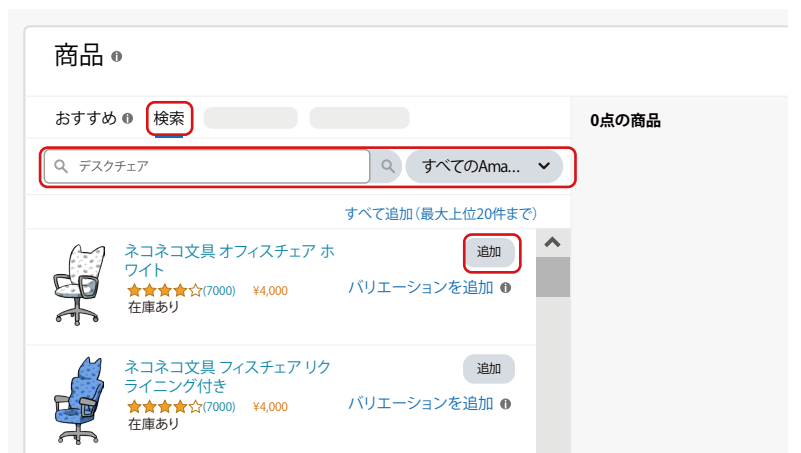 商品
おすすめ 検索
0点の商品
デスクチェア すべてのAma...
すべて追加(最大上位20件まで)
ネコネコ文具 オフィスチェア ホ
ワイト
追加
(7000) ¥4,000
バリエーションを追加
在庫あり
ネコネコ文具 フィスチェア リク
ライニング付き
追加
(7000) ¥4,000
バリエーションを追加
在庫あり